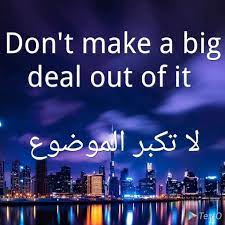 Don't make a big
deal out of it
لا تكبر الموضوع